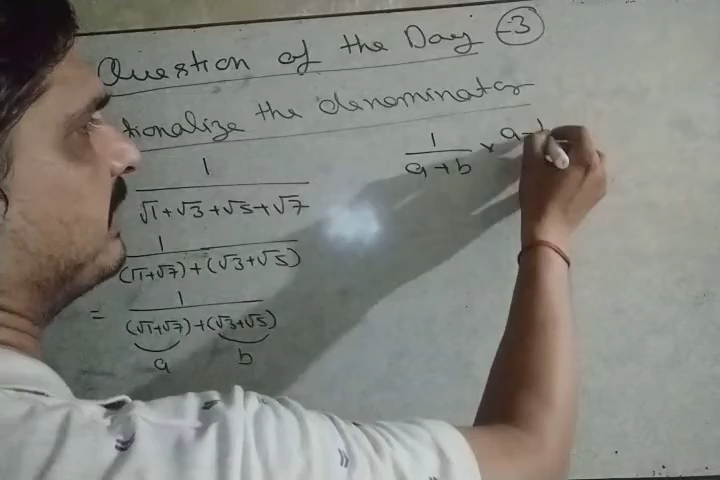 Question of the Day -3
tionalize the denominator
1
√1+√3+√5+√7
1
(√1+√7)+(√3+√5)
= 1
(√1+√7)+(√3+√5)
a b
1
a+b × a-